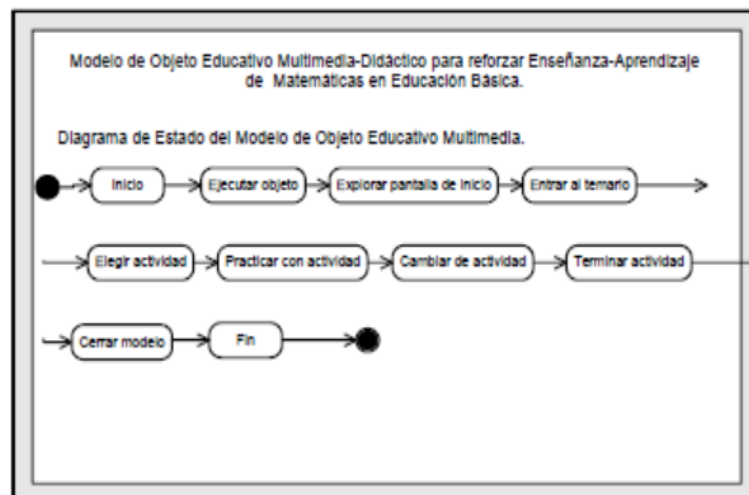 Modelo de Objeto Educativo Multimedia-Didáctico para reforzar Enseñanza-Aprendizaje
de Matemáticas en Educación Básica.
Diagrama de Estado del Modelo de Objeto Educativo Multimedia.
Inicio Ejecutar objeto Explorar pantalla de Inicio Entrar al temario
Elegir actividad Practicar con actividad Cambiar de actividad Terminar actividad
Cerrar modelo Fin